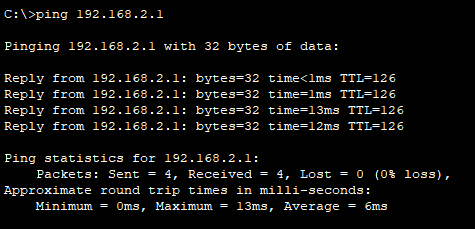 C:\>ping 192.168.2.1
Pinging 192.168.2.1 with 32 bytes of data:
Reply from 192.168.2.1: bytes=32 time<1ms TTL=126
Reply from 192.168.2.1: bytes=32 time=1ms TTL=126
Reply from 192.168.2.1: bytes=32 time=13ms TTL=126
Reply from 192.168.2.1: bytes=32 time=12ms TTL=126
Ping statistics for 192.168.2.1:
Packets: Sent = 4, Received = 4, Lost = 0 (0% loss),
Approximate round trip times in milli-seconds:
Minimum = 0ms, Maximum = 13ms, Average = 6ms